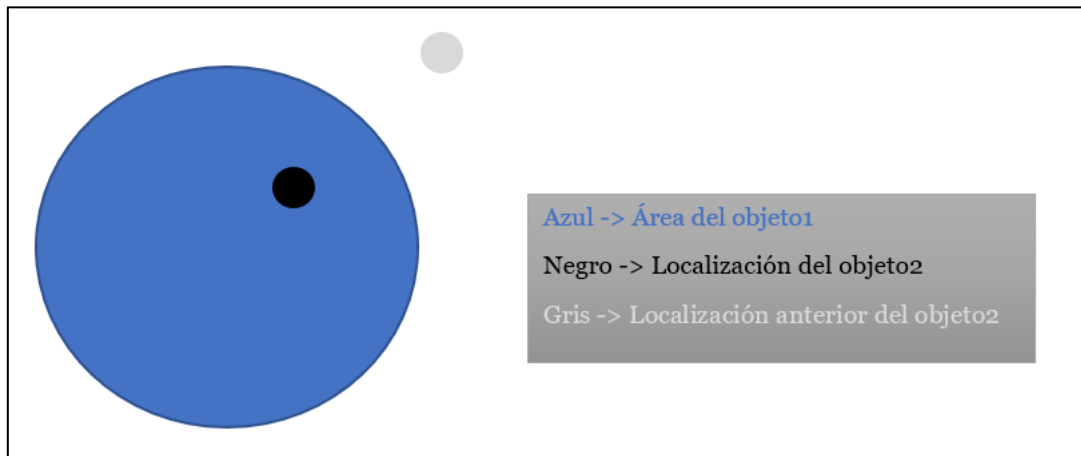 Azul -> Área del objeto1
Negro -> Localización del objeto2
Gris -> Localización anterior del objeto2